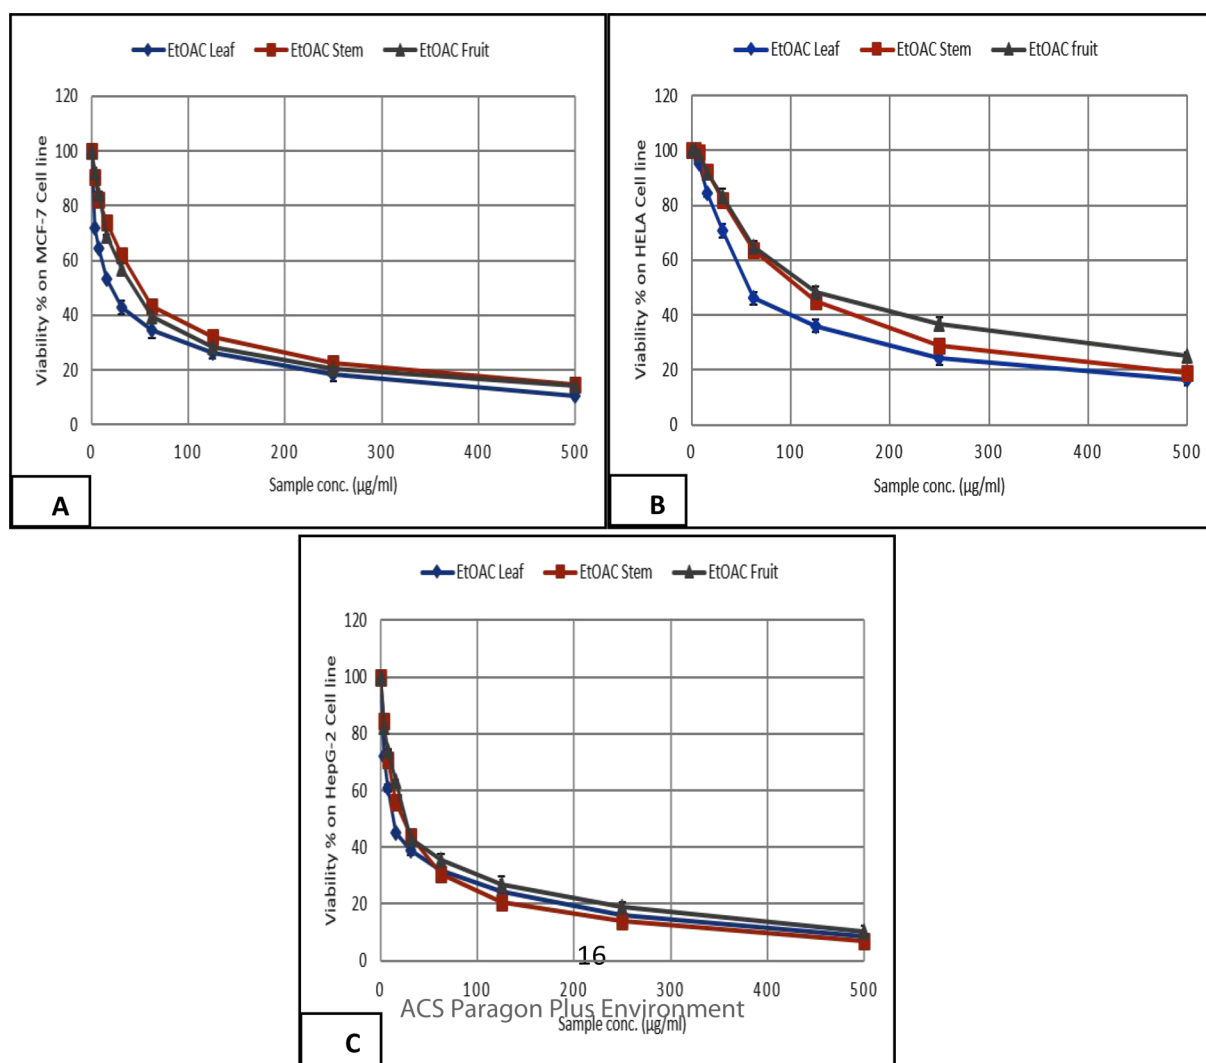 EtOAC Leaf EtOAC Stem EtOAC Fruit
120
100
80
60
40
20
0
0 100 200 300 400 500
Viability % on MCF-7 Cell line
Sample conc. (µg/ml)
A
EtOAC Leaf EtOAC Stem EtOAC fruit
120
100
80
60
40
20
0
0 100 200 300 400 500
Viability % on HELA Cell line
Sample conc. (µg/ml)
B
EtOAC Leaf EtOAC Stem EtOAC Fruit
120
100
80
60
40
20
0
0 100 200 300 400 500
Viability % on HepG-2 Cell line
16
ACS Paragon Plus Environment
Sample conc. (µg/ml)
C